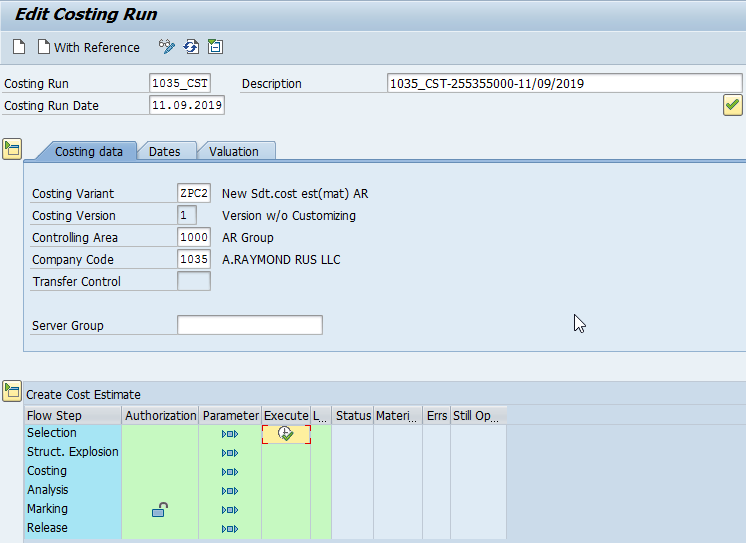 Edit Costing Run
With Reference
Costing Run 1035_CST Description 1035_CST-255355000-11/09/2019
Costing Run Date 11.09.2019
Costing data Dates Valuation
Costing Variant ZPC2 New Sdt.cost est(mat) AR
Costing Version 1 Version w/o Customizing
Controlling Area 1000 AR Group
Company Code 1035 A.RAYMOND RUS LLC
Transfer Control
Server Group
Create Cost Estimate
Flow Step Authorization Parameter Execute L... Status Materi... Errs Still Op...
Selection
Struct. Explosion
Costing
Analysis
Marking
Release